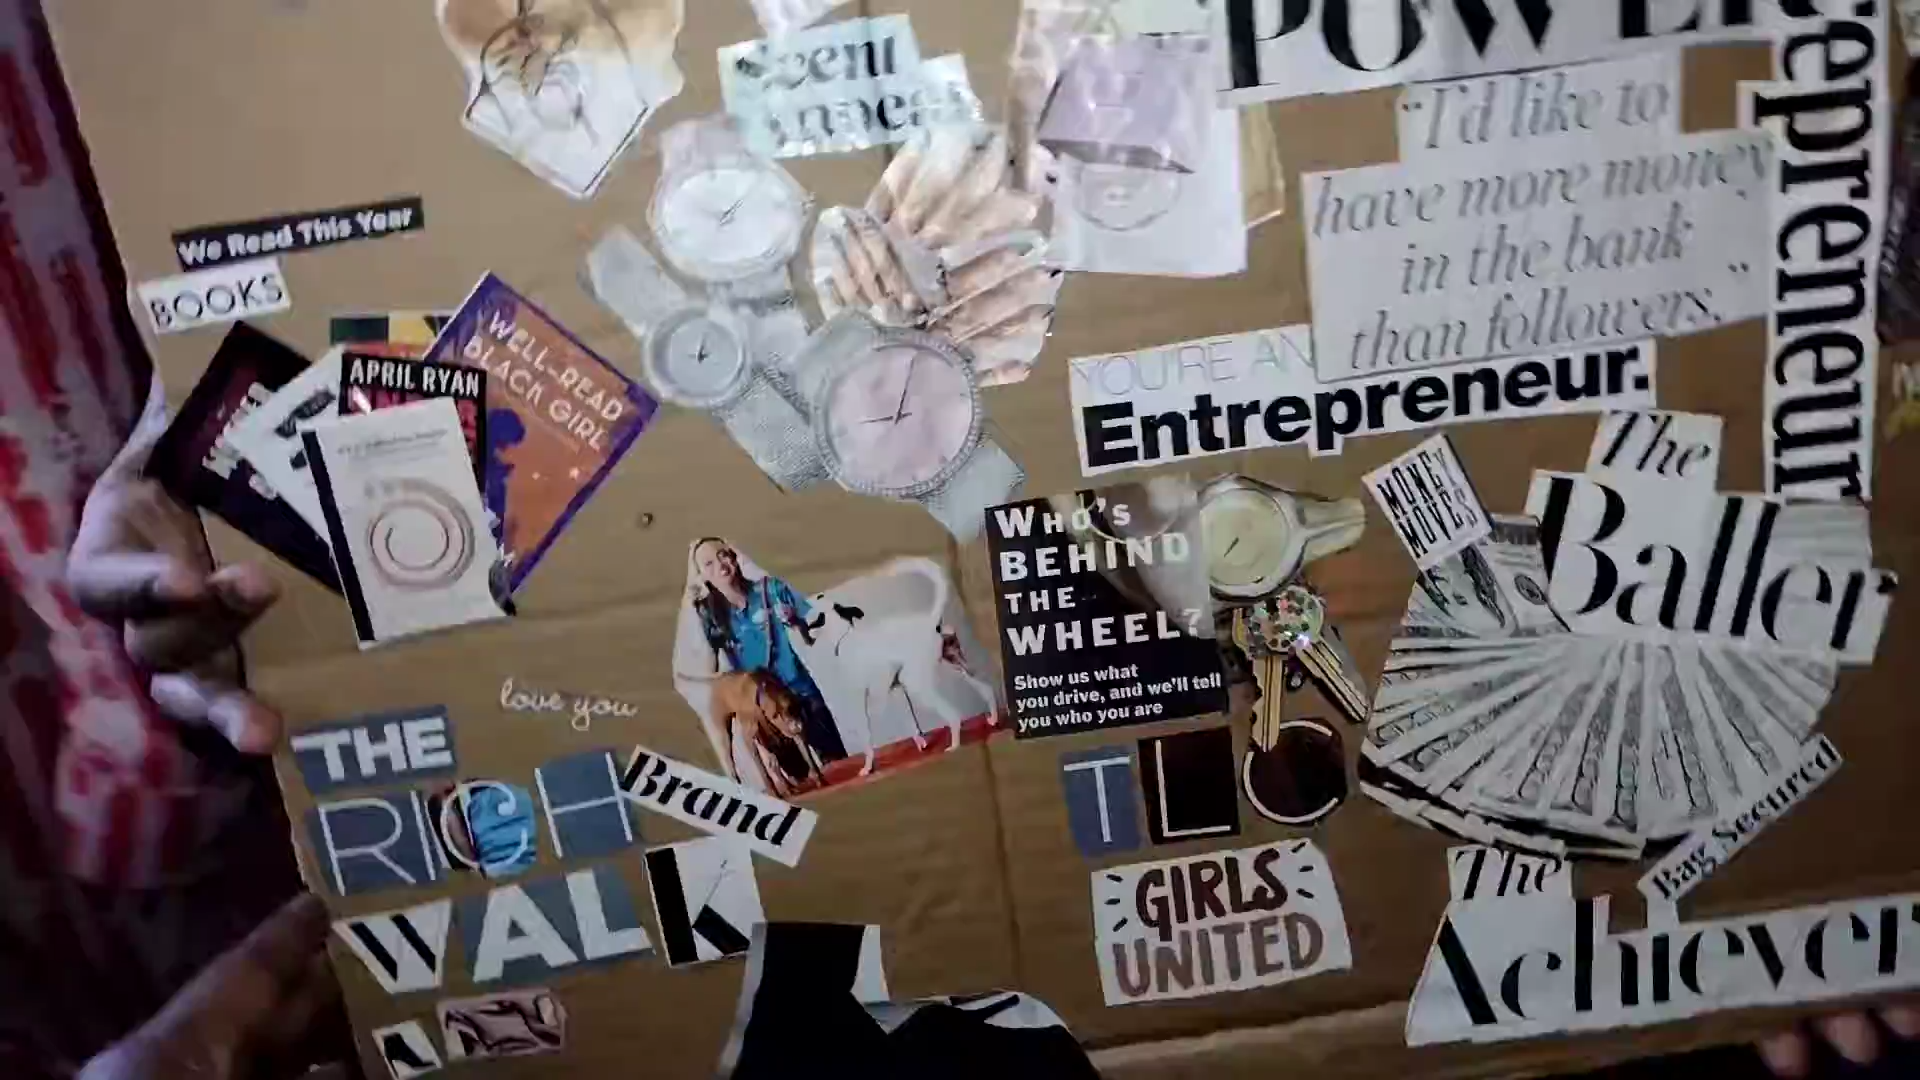 Scent
POWER
epreneur
"I'd like to
have more money
in the bank
than followers."
We Read This Year
BOOKS
WELL-READ
BLACK GIRL
APRIL RYAN
YOU'RE AN
Entrepreneur.
The
Baller
MONEY
MOVES
WHO'S
BEHIND
THE
WHEEL?
Show us what
you drive, and we'll tell
you who you are
love you
THE
RICH
Brand
WALK
TLC
GIRLS
UNITED
Bag Secured
The
Achiever